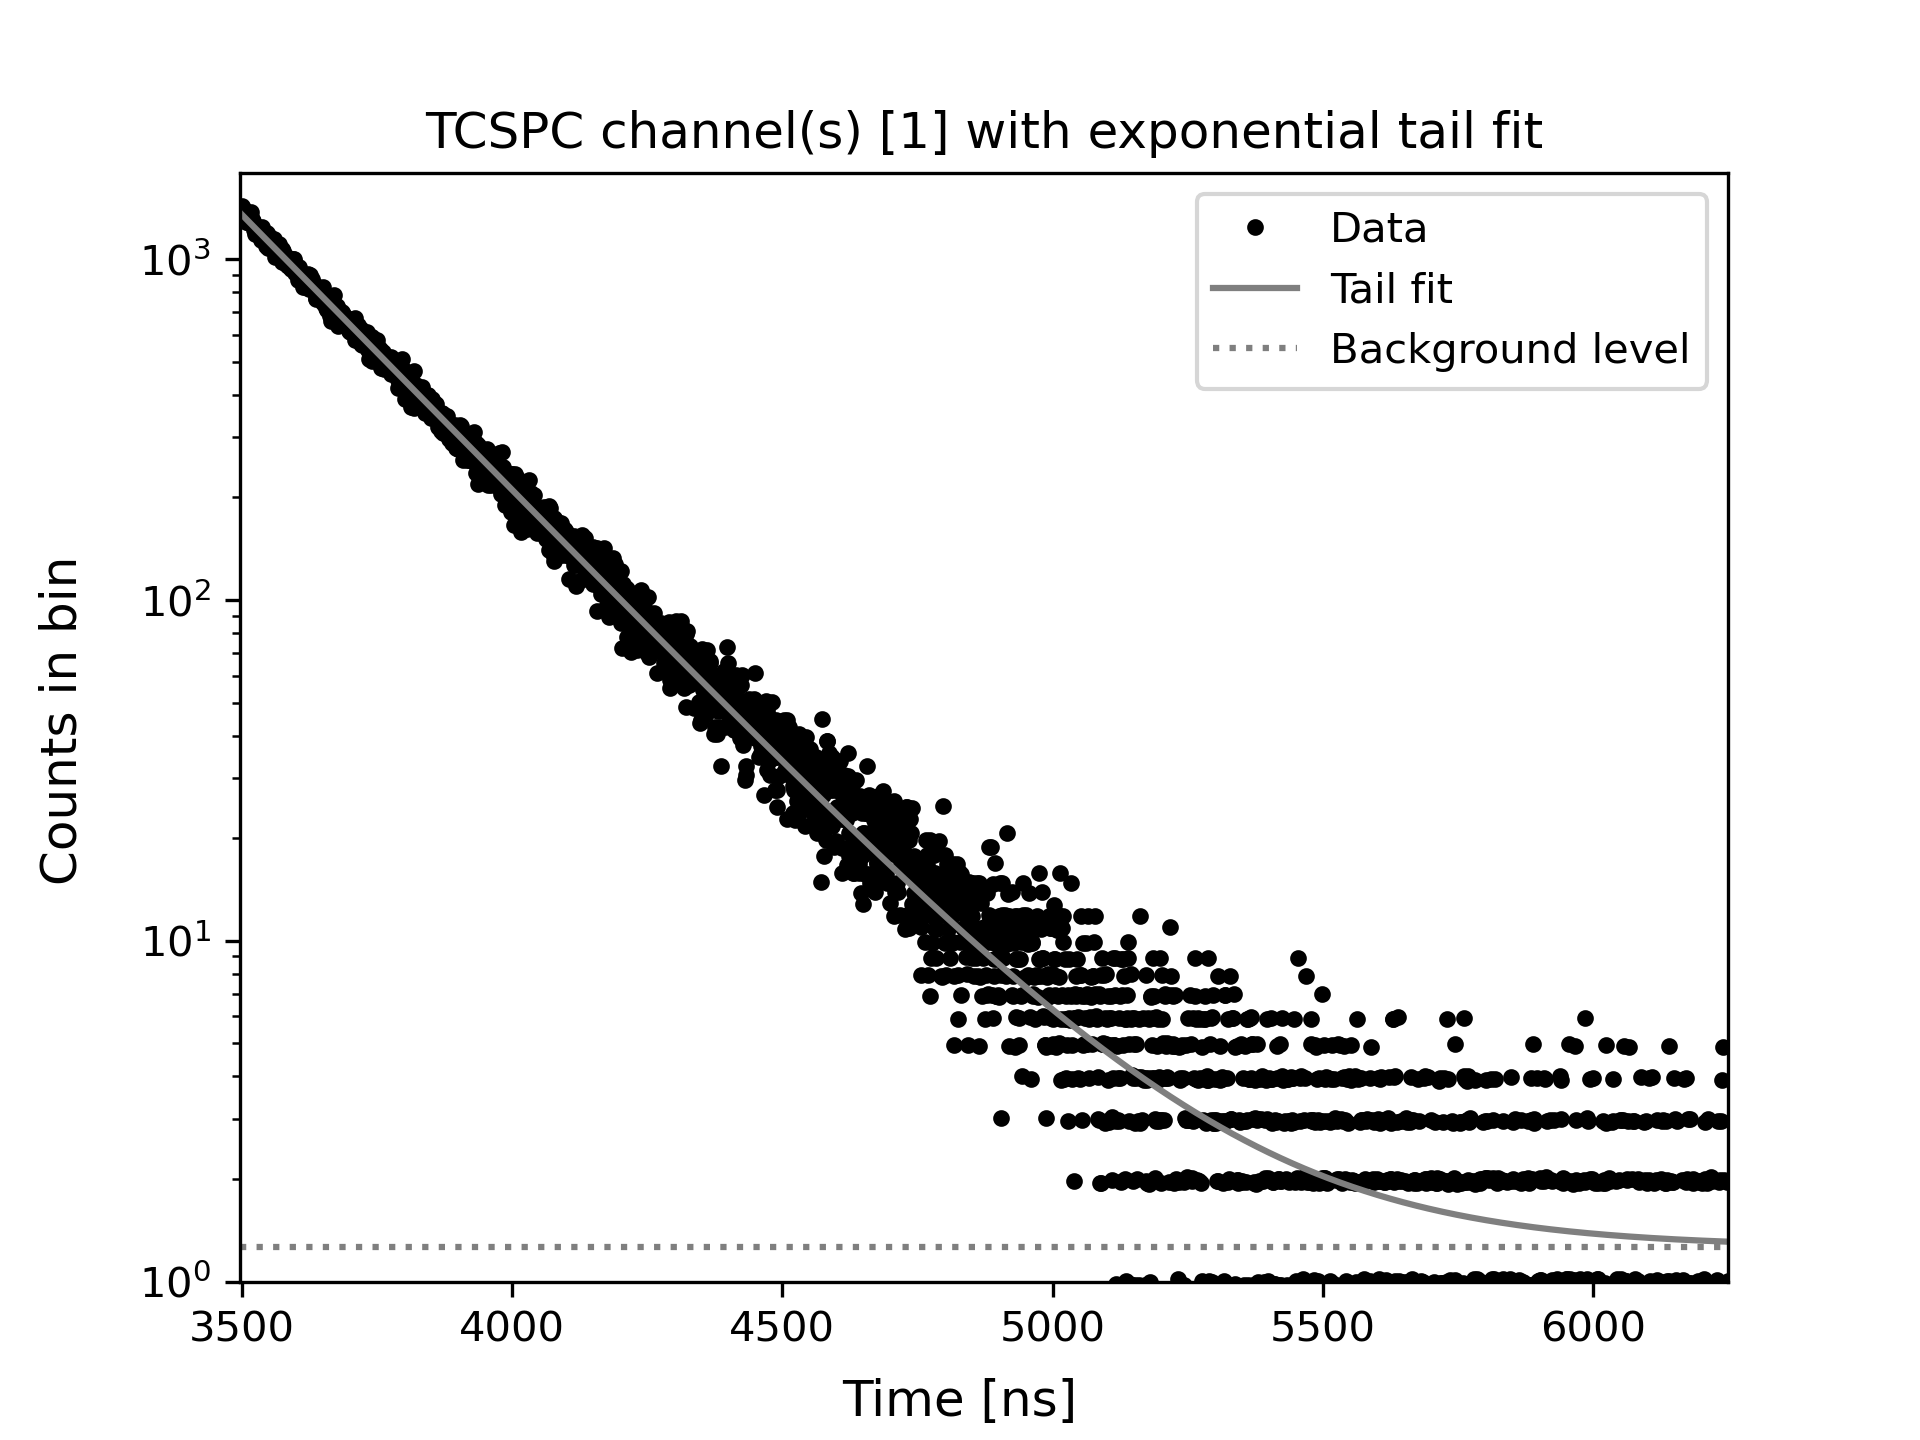 TCSPC channel(s) [1] with exponential tail fit
Data
Tail fit
Background level
Counts in bin
10³
10²
10¹
10⁰
3500 4000 4500 5000 5500 6000
Time [ns]